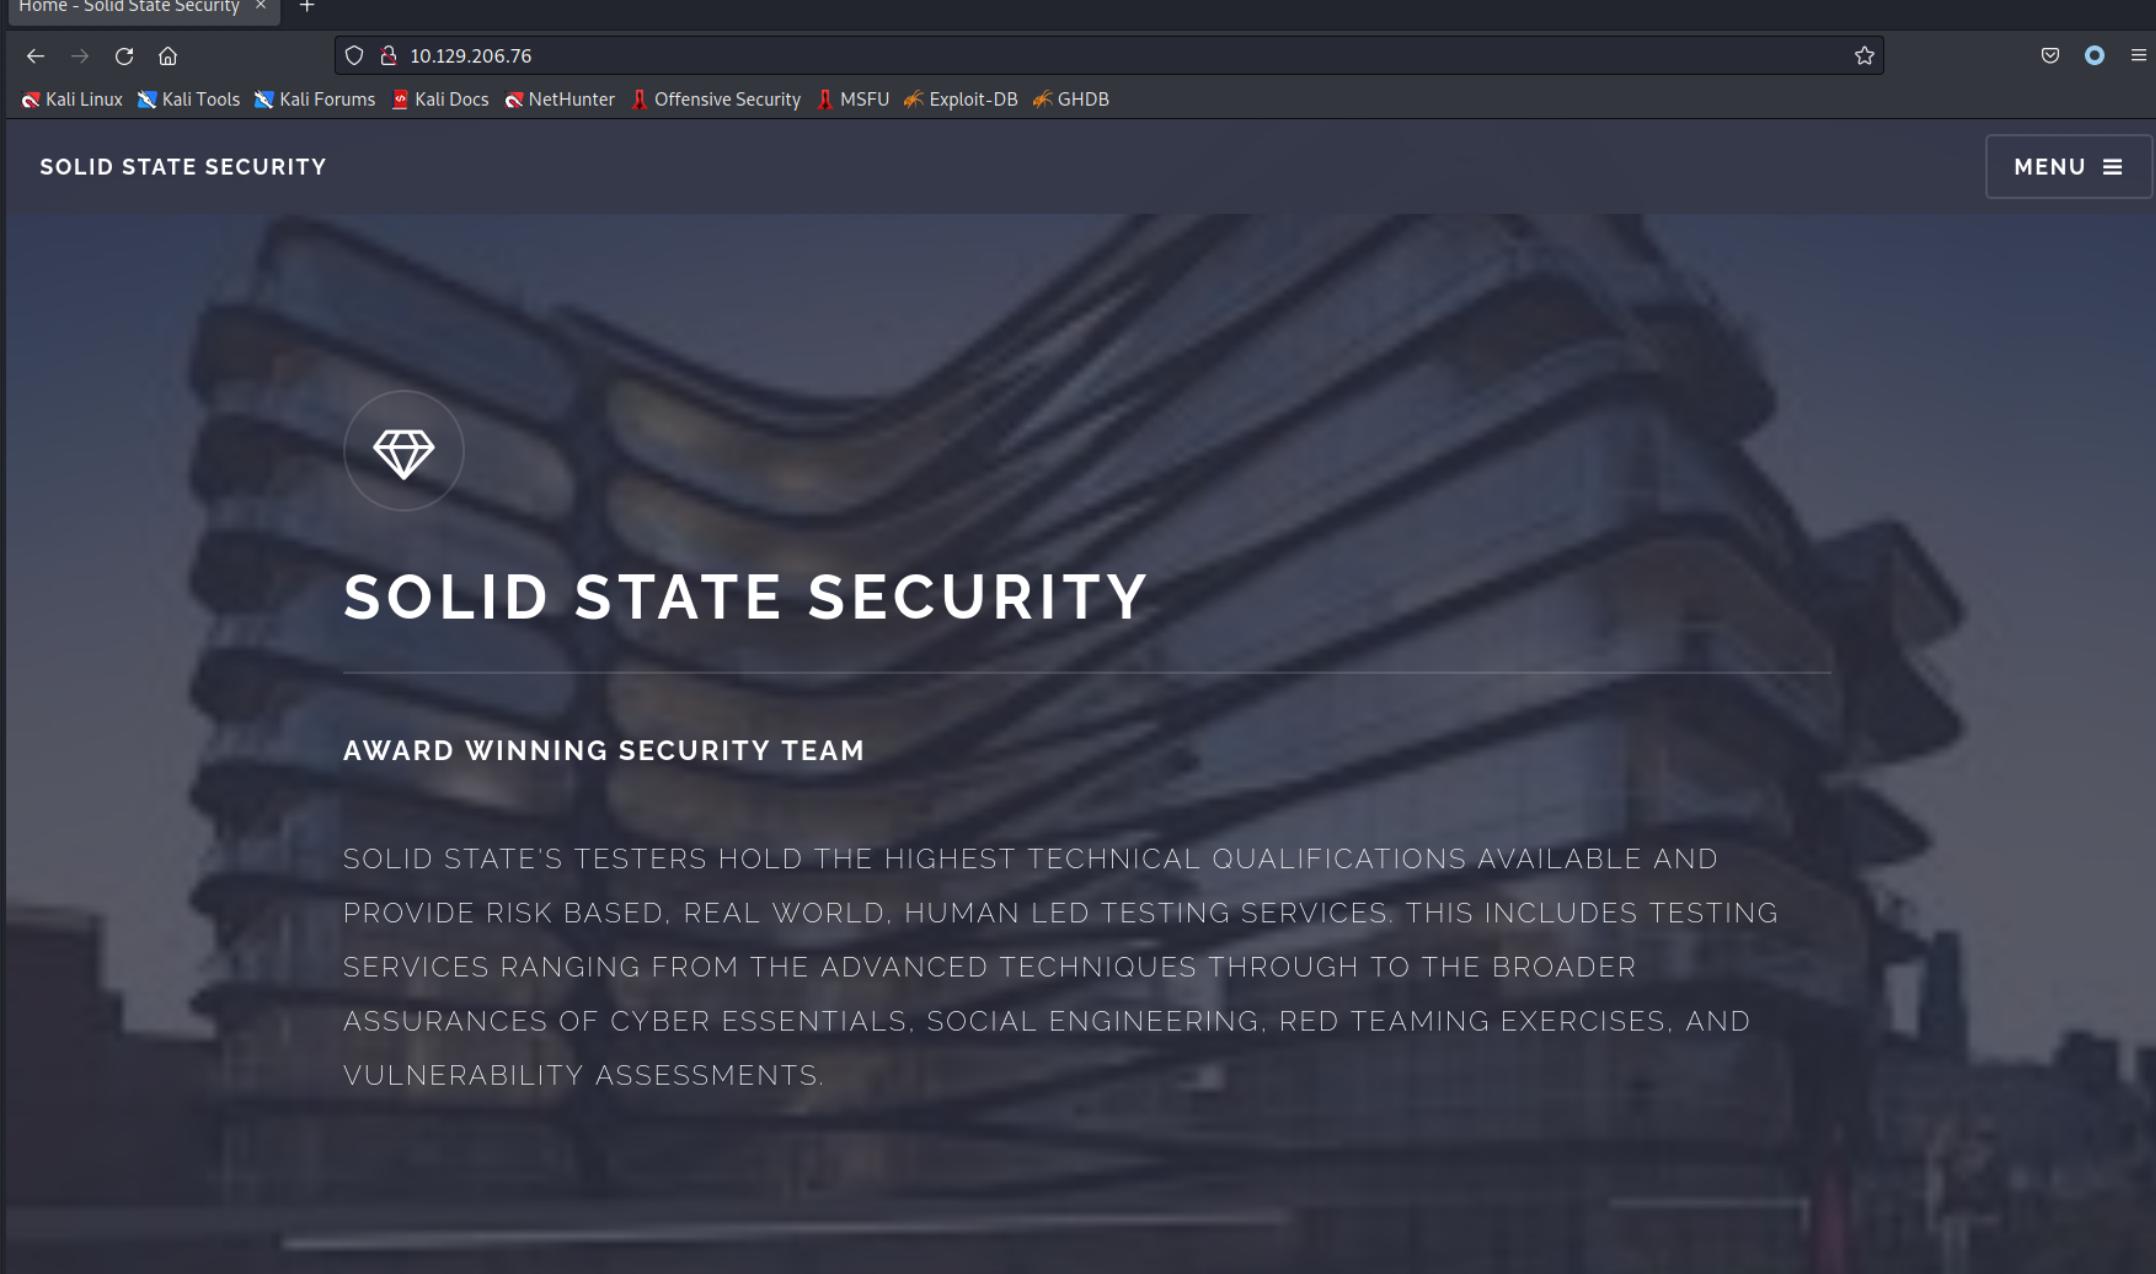 Home - Solid State Security × +
10.129.206.76
Kali Linux Kali Tools Kali Forums Kali Docs NetHunter Offensive Security MSFU Exploit-DB GHDB
SOLID STATE SECURITY MENU
SOLID STATE SECURITY
AWARD WINNING SECURITY TEAM
SOLID STATE'S TESTERS HOLD THE HIGHEST TECHNICAL QUALIFICATIONS AVAILABLE AND
PROVIDE RISK BASED, REAL WORLD, HUMAN LED TESTING SERVICES. THIS INCLUDES TESTING
SERVICES RANGING FROM THE ADVANCED TECHNIQUES THROUGH TO THE BROADER
ASSURANCES OF CYBER ESSENTIALS, SOCIAL ENGINEERING, RED TEAMING EXERCISES, AND
VULNERABILITY ASSESSMENTS.